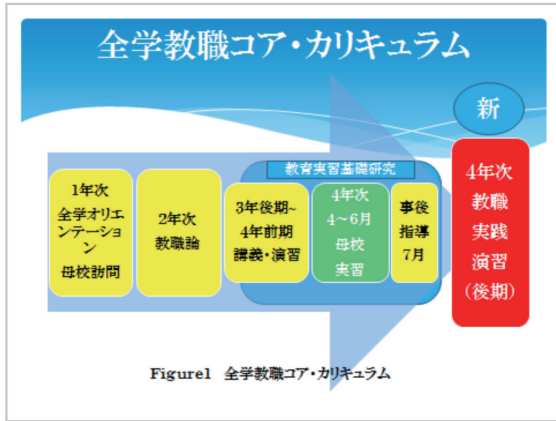 全学教職コア・カリキュラム
新
教育実習基礎研究
1年次
全学オリエ
ンテーショ
ン
母校訪問
2年次
教職論
3年後期~
4年前期
講義・演習
4年次
4~6月
母校
実習
事後
指導
7月
4年次
教職
実践
演習
(後期)
Figure1 全学教職コア・カリキュラム